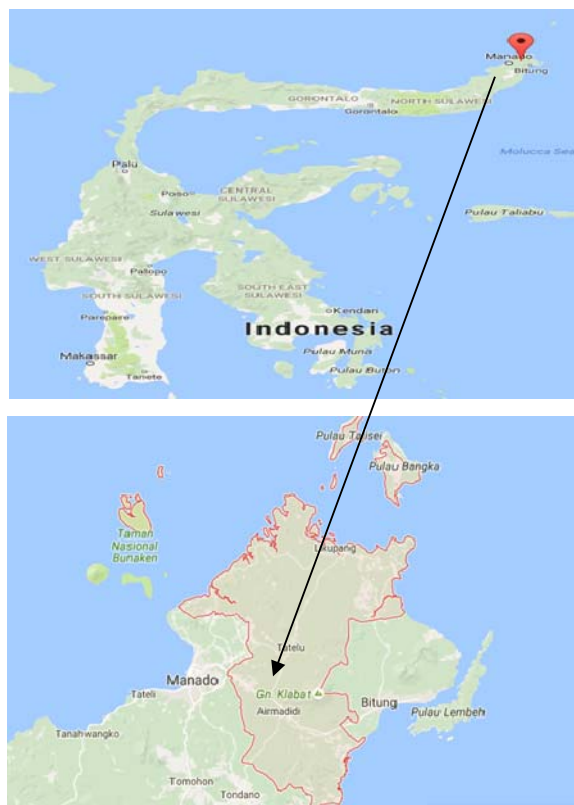 Manado
Bitung
GORONTALO
NORTH SULAWESI
Gorontalo
Molucca Sea
Palu
Poso
CENTRAL
SULAWESI
Sulawesi
Pulau Taliabu
WEST SULAWESI
Palopo
SOUTH SULAWESI
SOUTH EAST
SULAWESI
Kendari
Parepare
Indonesia
Pulau Muna
Makassar
Pulau Buton
Tanete
Pulau Talisei
Pulau Bangka
Taman
Nasional
Bunaken
Likupang
Tatelu
Manado
Tateli
Gn. Klabat
Airmadidi
Bitung
Pulau Lembeh
Tanahwangko
Tomohon
Tondano